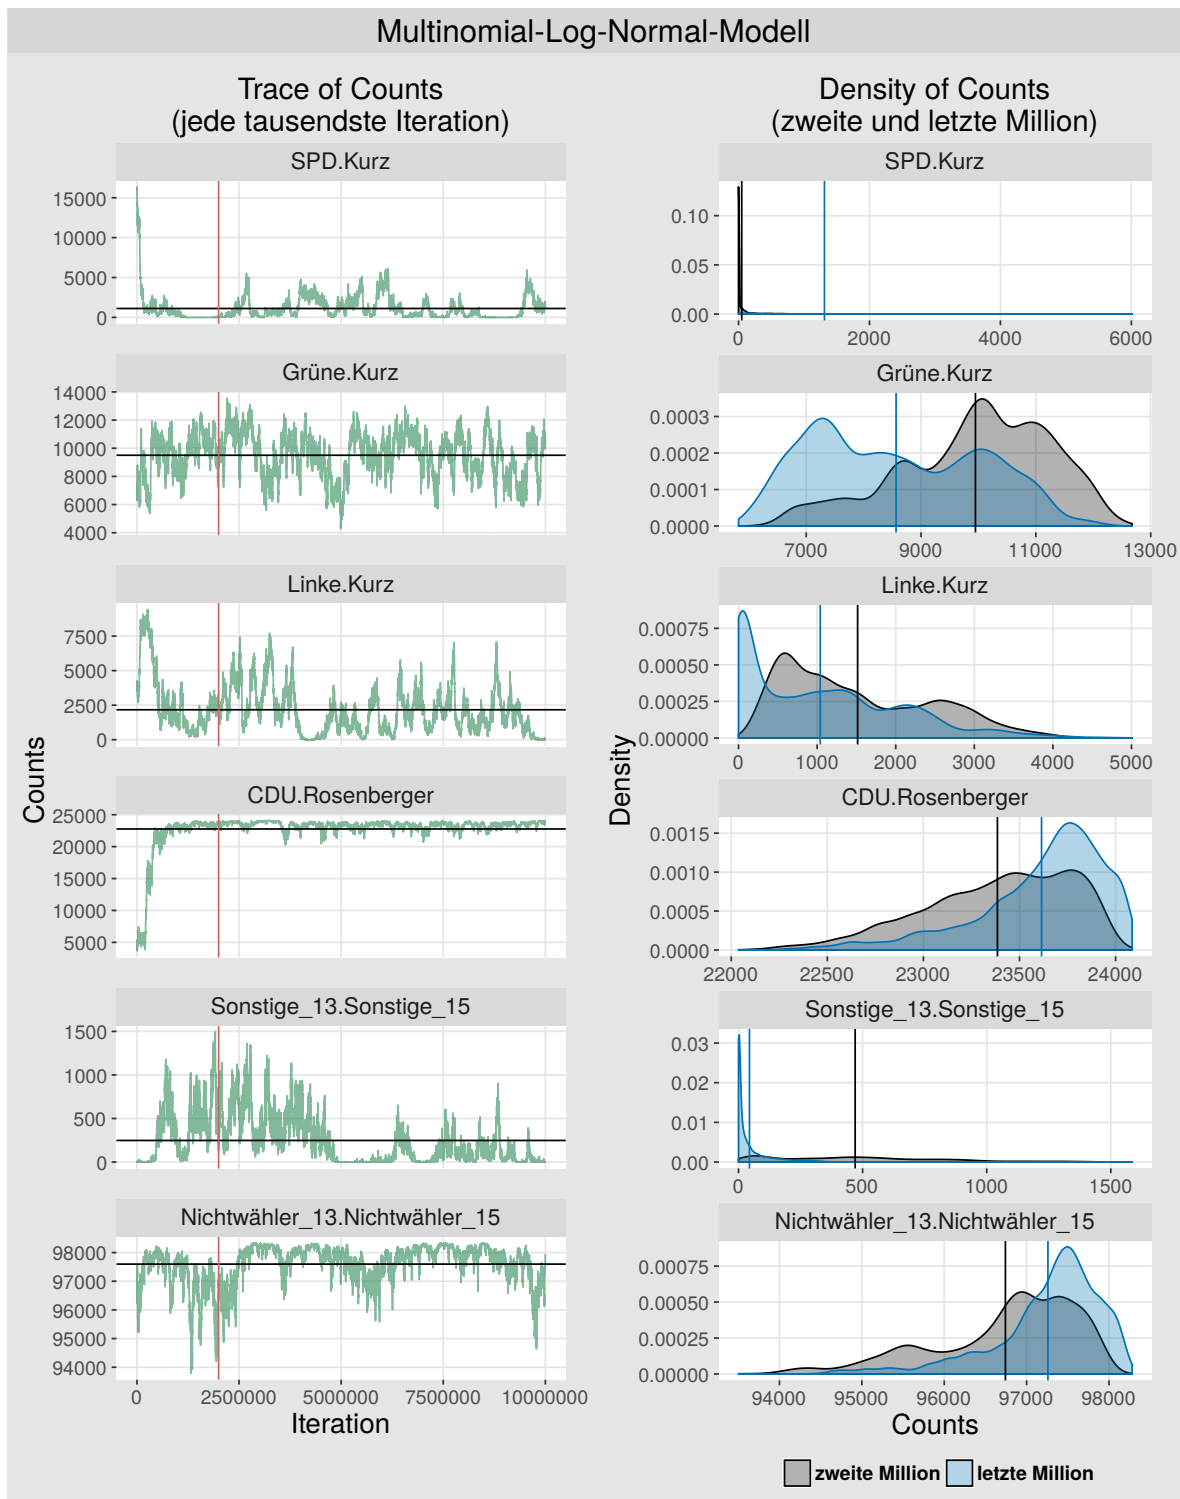 Multinomial-Log-Normal-Modell
Trace of Counts
(jede tausendste Iteration)
SPD.Kurz
15000
10000
5000
0
Grüne.Kurz
14000
12000
10000
8000
6000
4000
Linke.Kurz
7500
5000
2500
0
CDU.Rosenberger
25000
20000
15000
10000
5000
Sonstige_13.Sonstige_15
1500
1000
500
0
Nichtwähler_13.Nichtwähler_15
98000
97000
96000
95000
94000
0 2500000 5000000 7500000 10000000
Iteration
Counts
Density of Counts
(zweite und letzte Million)
SPD.Kurz
0.10
0.05
0.00
0 2000 4000 6000
Grüne.Kurz
0.0003
0.0002
0.0001
0.0000
7000 9000 11000 13000
Linke.Kurz
0.00075
0.00050
0.00025
0.00000
0 1000 2000 3000 4000 5000
CDU.Rosenberger
0.0015
0.0010
0.0005
0.0000
22000 22500 23000 23500 24000
Sonstige_13.Sonstige_15
0.03
0.02
0.01
0.00
0 500 1000 1500
Nichtwähler_13.Nichtwähler_15
0.00075
0.00050
0.00025
0.00000
94000 95000 96000 97000 98000
Counts
Density
zweite Million letzte Million